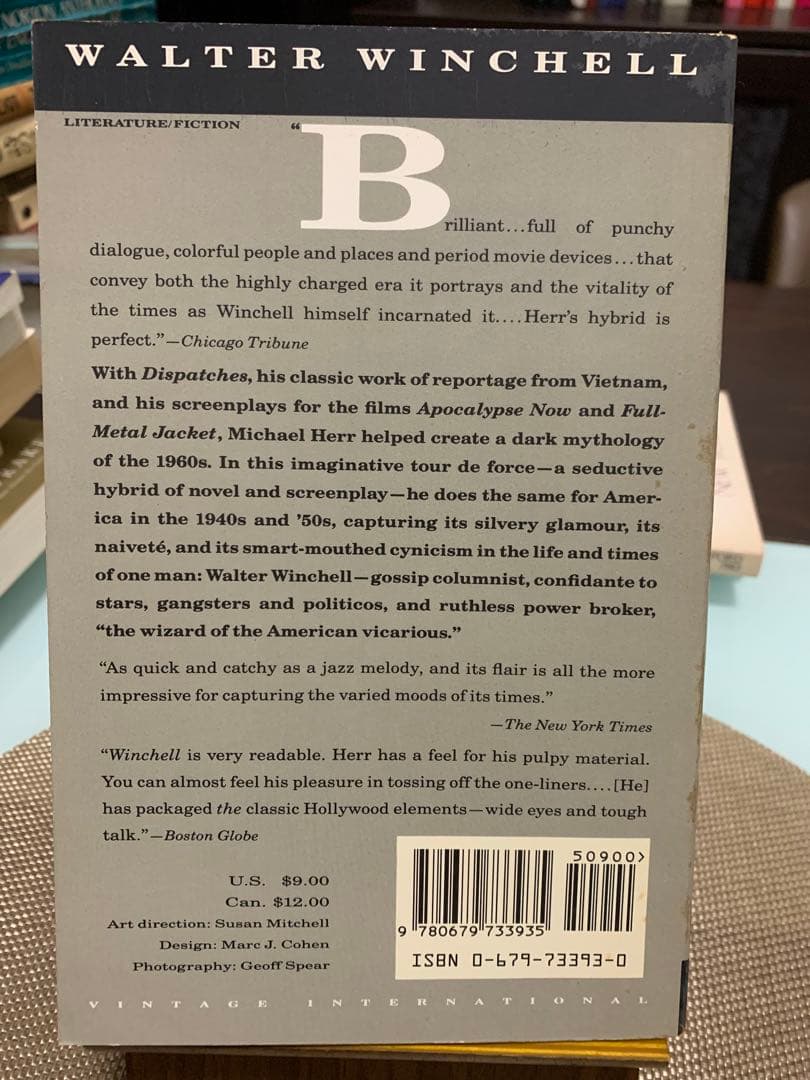 WALTER WINCHELL
LITERATURE/FICTION
“Brilliant...full of punchy
dialogue, colorful people and places and period movie devices...that
convey both the highly charged era it portrays and the vitality of
the times as Winchell himself incarnated it....Herr's hybrid is
perfect.”—Chicago Tribune
With Dispatches, his classic work of reportage from Vietnam,
and his screenplays for the films Apocalypse Now and Full-
Metal Jacket, Michael Herr helped create a dark mythology
of the 1960s. In this imaginative tour de force—a seductive
hybrid of novel and screenplay—he does the same for Amer-
ica in the 1940s and '50s, capturing its silvery glamour, its
naiveté, and its smart-mouthed cynicism in the life and times
of one man: Walter Winchell—gossip columnist, confidante to
stars, gangsters and politicos, and ruthless power broker,
“the wizard of the American vicarious.”
“As quick and catchy as a jazz melody, and its flair is all the more
impressive for capturing the varied moods of its times.”
—The New York Times
“Winchell is very readable. Herr has a feel for his pulpy material.
You can almost feel his pleasure in tossing off the one-liners....[He]
has packaged the classic Hollywood elements—wide eyes and tough
talk.”—Boston Globe
U.S. $9.00
Can. $12.00
Art direction: Susan Mitchell
Design: Marc J. Cohen
Photography: Geoff Spear
50900>
9 780679 733935
ISBN 0-679-73393-0
VINTAGE INTERNATIONAL